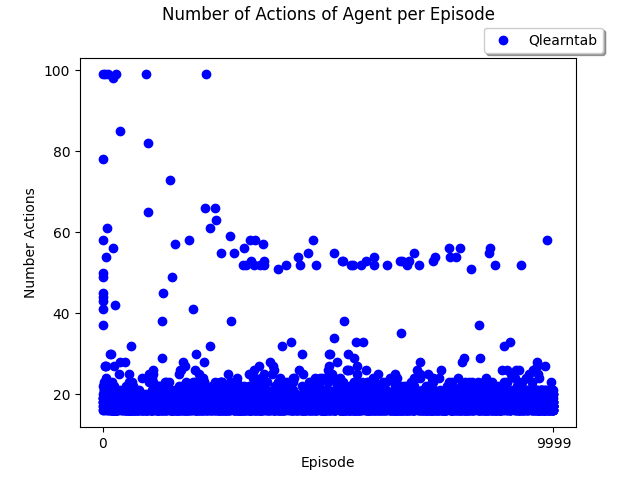 Number of Actions of Agent per Episode
Qlearntab
100
80
60
40
20
Number Actions
0
9999
Episode